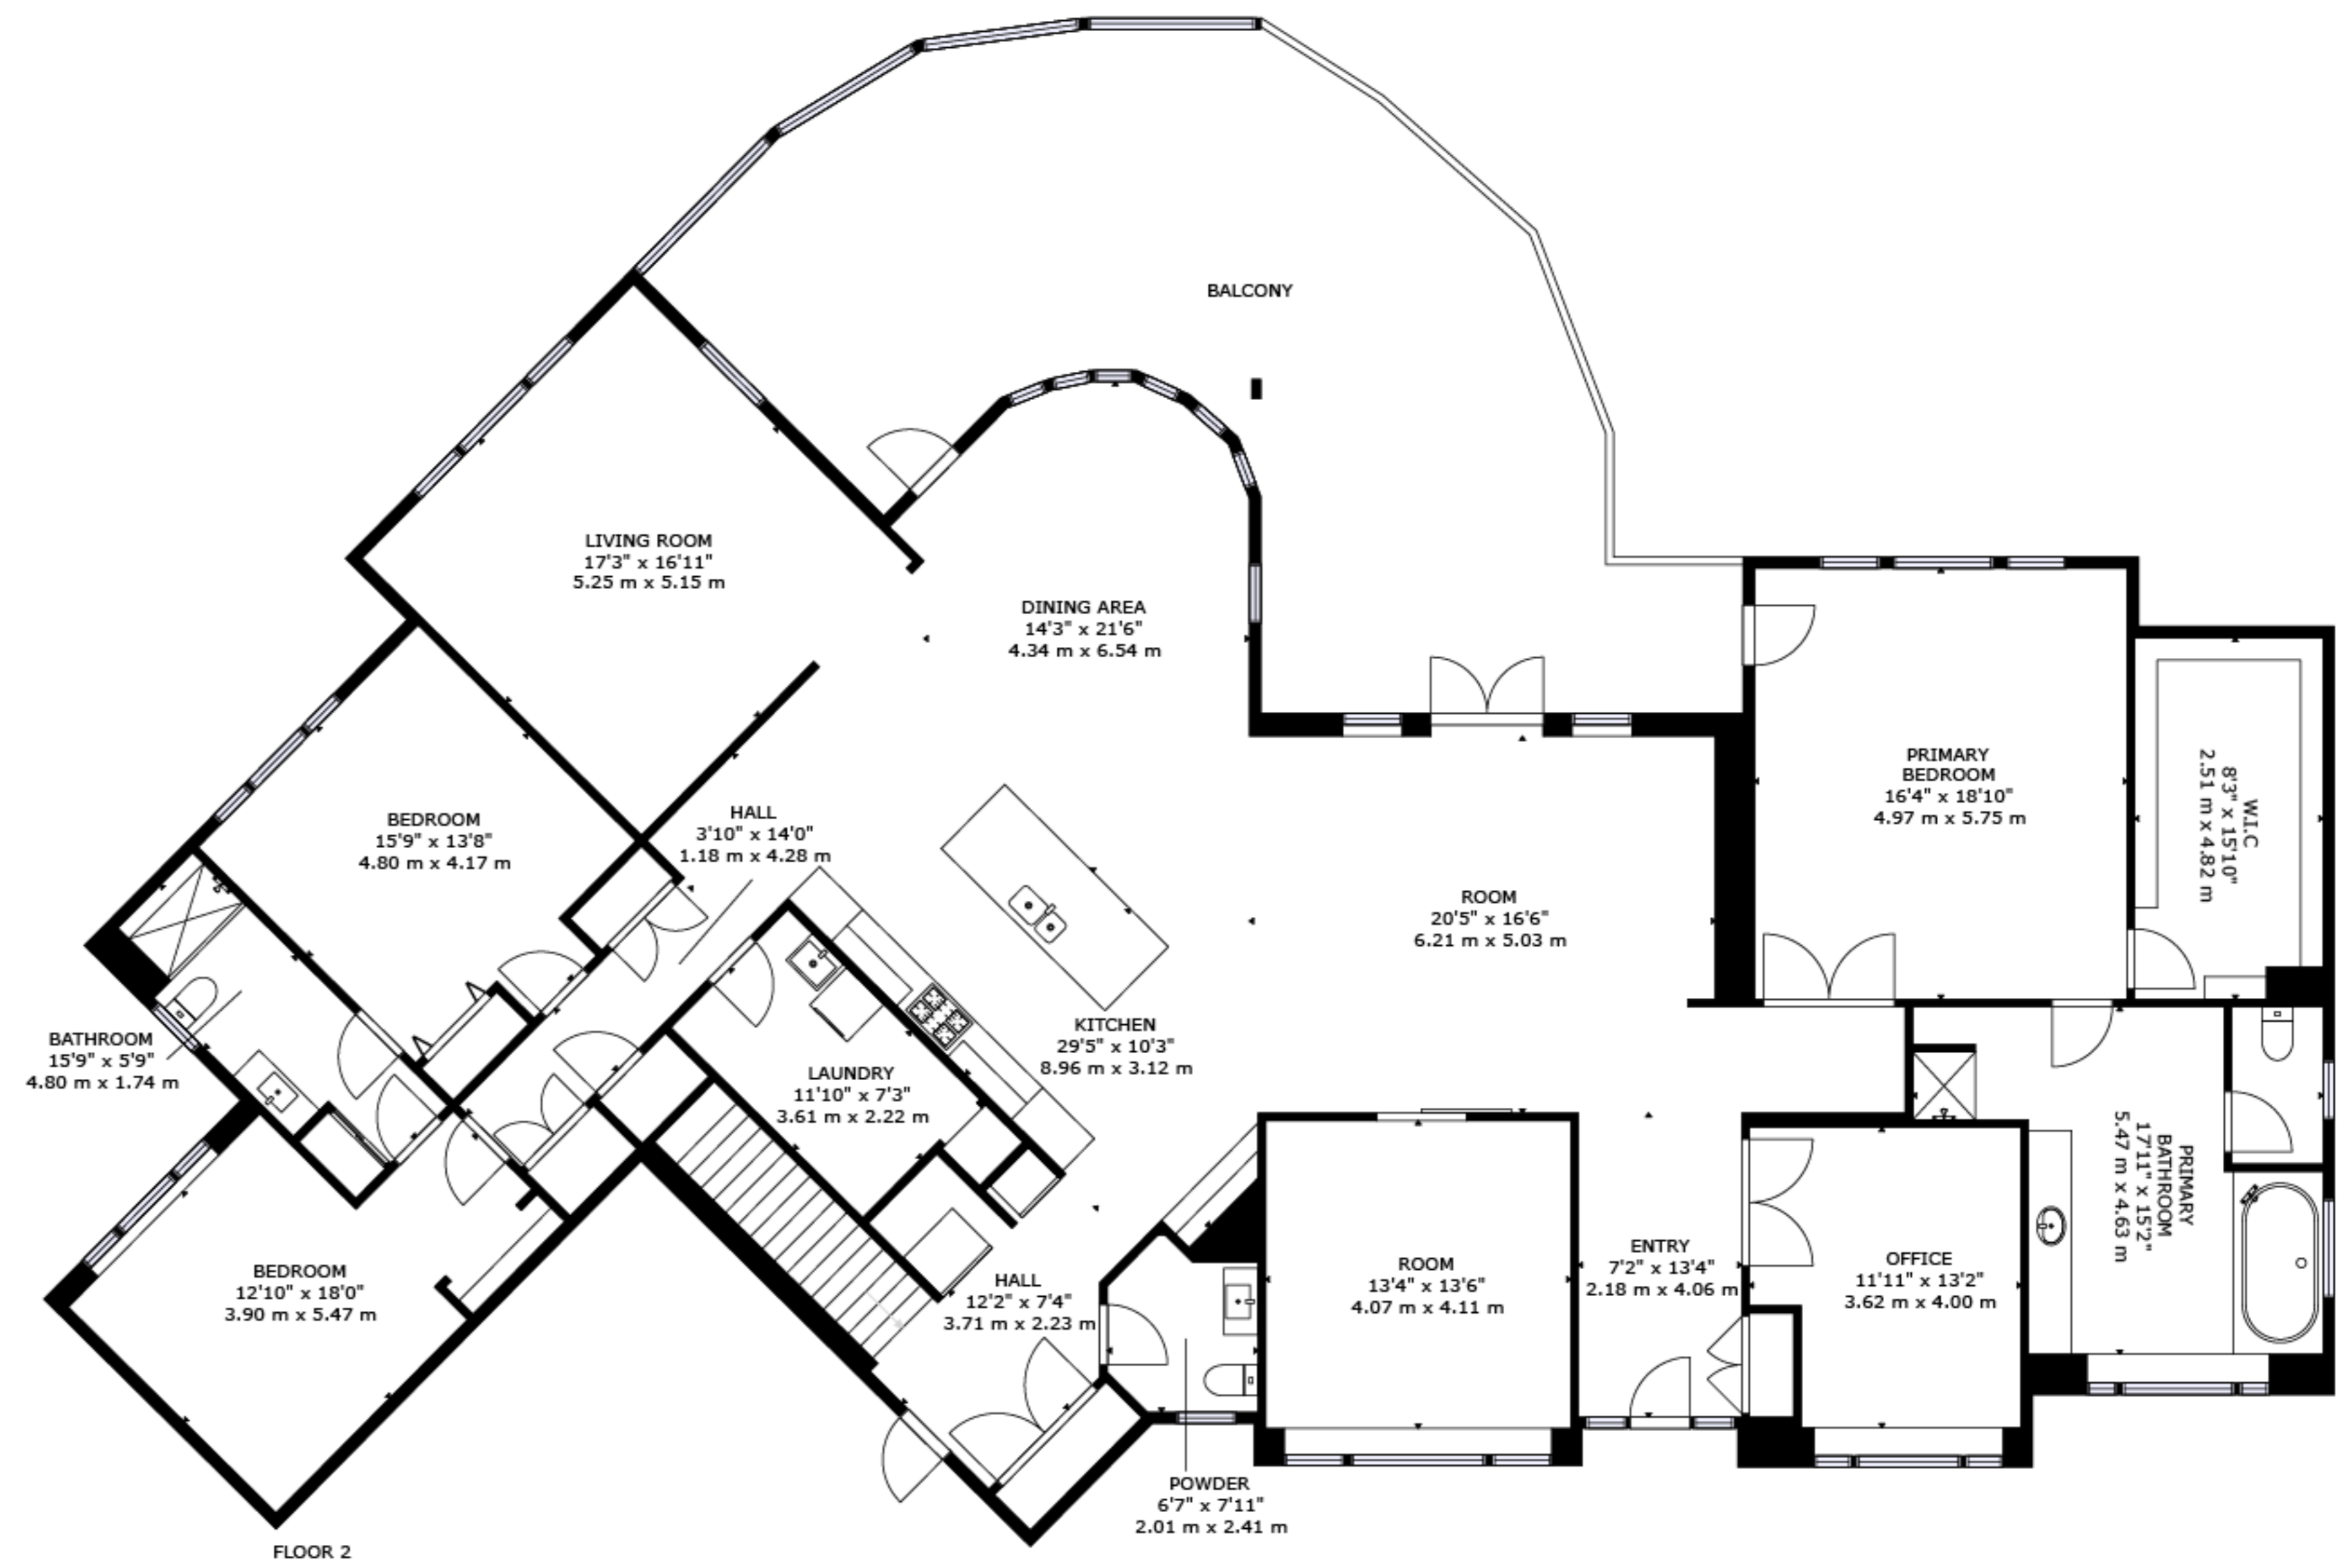 BALCONY
LIVING ROOM
17'3" x 16'11"
5.25 m x 5.15 m
DINING AREA
14'3" x 21'6"
4.34 m x 6.54 m
PRIMARY
BEDROOM
16'4" x 18'10"
4.97 m x 5.75 m
W.I.C
8'3" x 15'10"
2.51 m x 4.82 m
BEDROOM
15'9" x 13'8"
4.80 m x 4.17 m
HALL
3'10" x 14'0"
1.18 m x 4.28 m
ROOM
20'5" x 16'6"
6.21 m x 5.03 m
BATHROOM
15'9" x 5'9"
4.80 m x 1.74 m
KITCHEN
29'5" x 10'3"
8.96 m x 3.12 m
LAUNDRY
11'10" x 7'3"
3.61 m x 2.22 m
PRIMARY
BATHROOM
17'11" x 15'2"
5.47 m x 4.63 m
BEDROOM
12'10" x 18'0"
3.90 m x 5.47 m
HALL
12'2" x 7'4"
3.71 m x 2.23 m
ROOM
13'4" x 13'6"
4.07 m x 4.11 m
ENTRY
7'2" x 13'4"
2.18 m x 4.06 m
OFFICE
11'11" x 13'2"
3.62 m x 4.00 m
POWDER
6'7" x 7'11"
2.01 m x 2.41 m
FLOOR 2